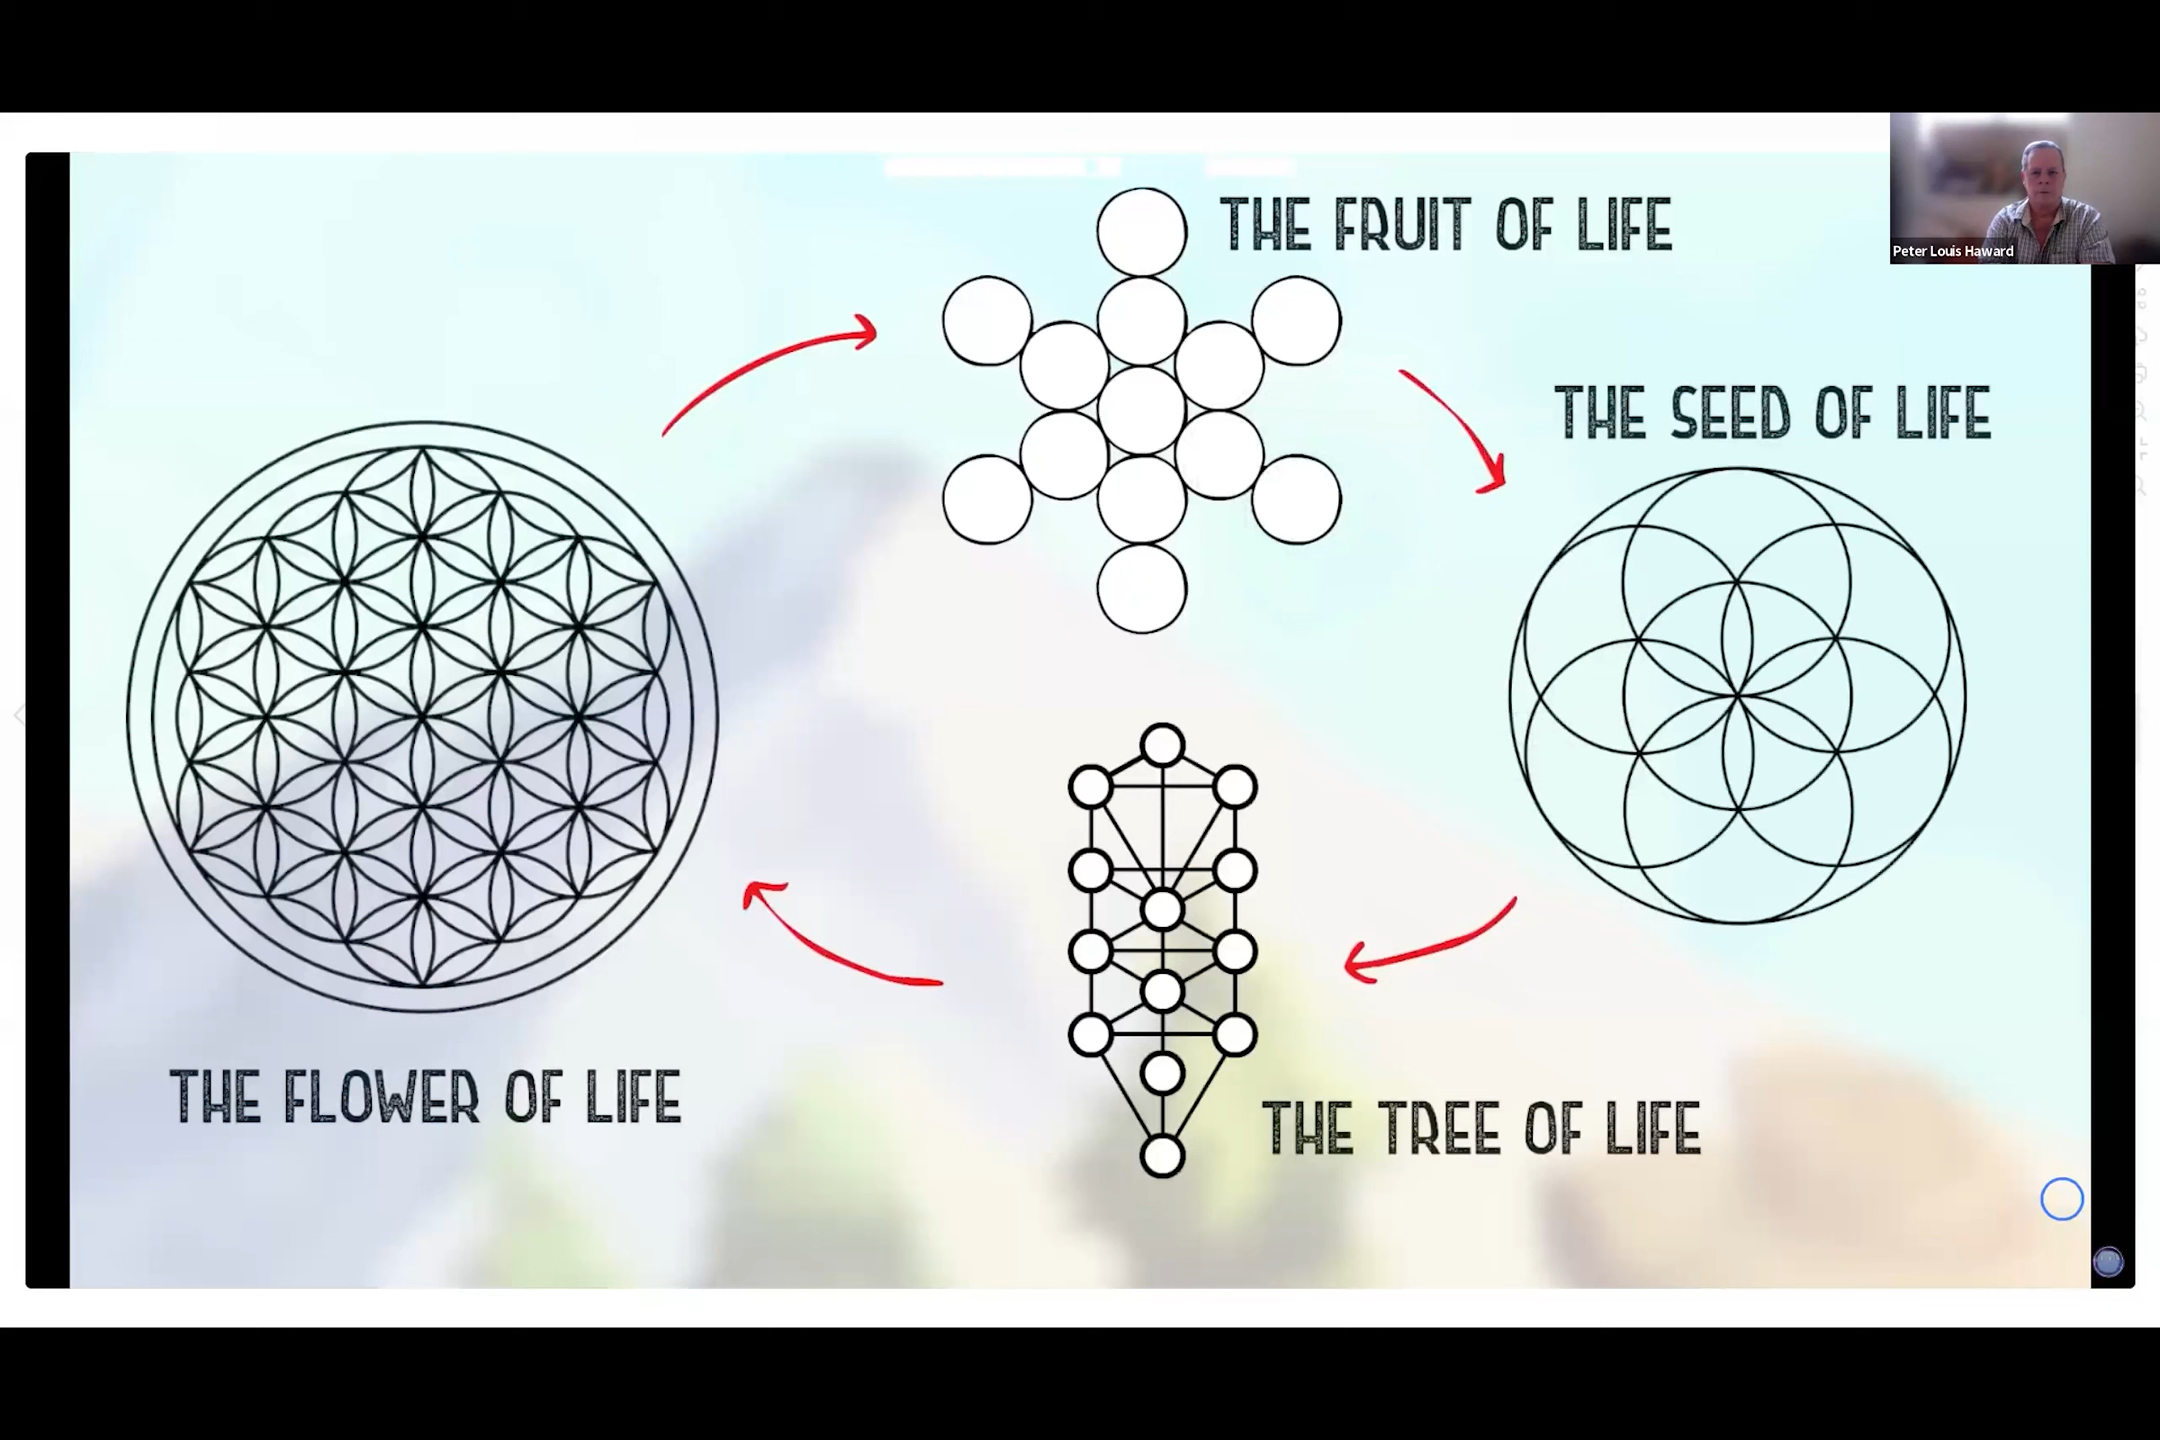 THE FRUIT OF LIFE
Peter Louis Haward
THE SEED OF LIFE
THE FLOWER OF LIFE
THE TREE OF LIFE